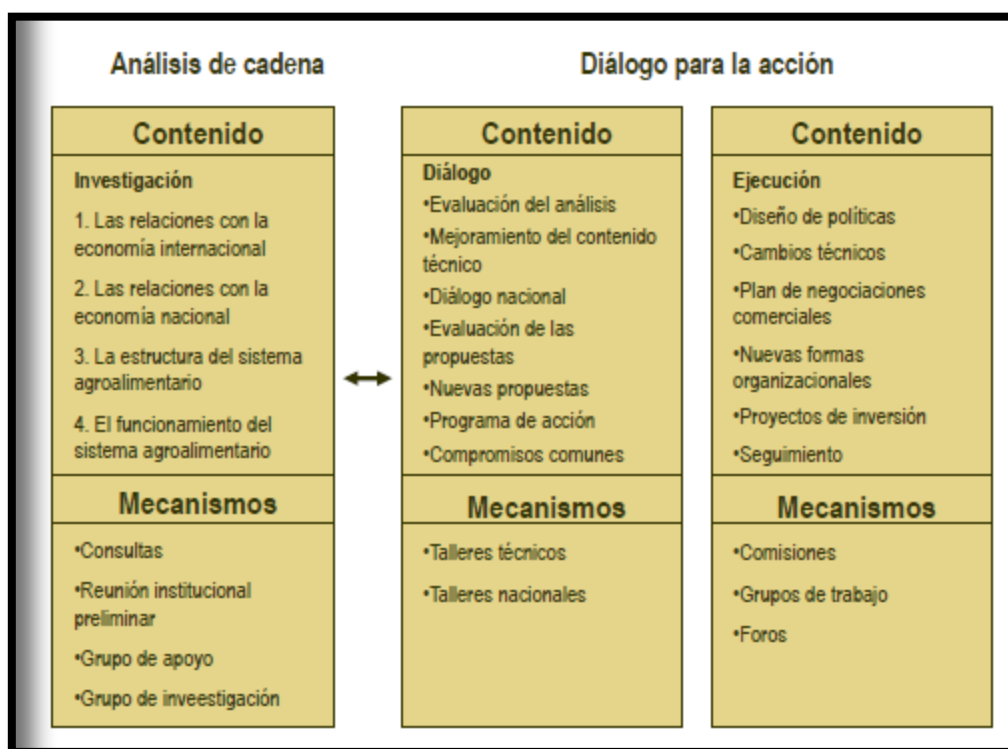 Análisis de cadena
Diálogo para la acción
Contenido
Investigación
1. Las relaciones con la
economía internacional
2. Las relaciones con la
economía nacional
3. La estructura del sistema
agroalimentario
4. El funcionamiento del
sistema agroalimentario
Mecanismos
•Consultas
•Reunión institucional
preliminar
•Grupo de apoyo
•Grupo de inveestigación
Contenido
Diálogo
•Evaluación del análisis
•Mejoramiento del contenido
técnico
•Diálogo nacional
•Evaluación de las
propuestas
•Nuevas propuestas
•Programa de acción
•Compromisos comunes
Mecanismos
•Talleres técnicos
•Talleres nacionales
Contenido
Ejecución
•Diseño de políticas
•Cambios técnicos
•Plan de negociaciones
comerciales
•Nuevas formas
organizacionales
•Proyectos de inversión
•Seguimiento
Mecanismos
•Comisiones
•Grupos de trabajo
•Foros